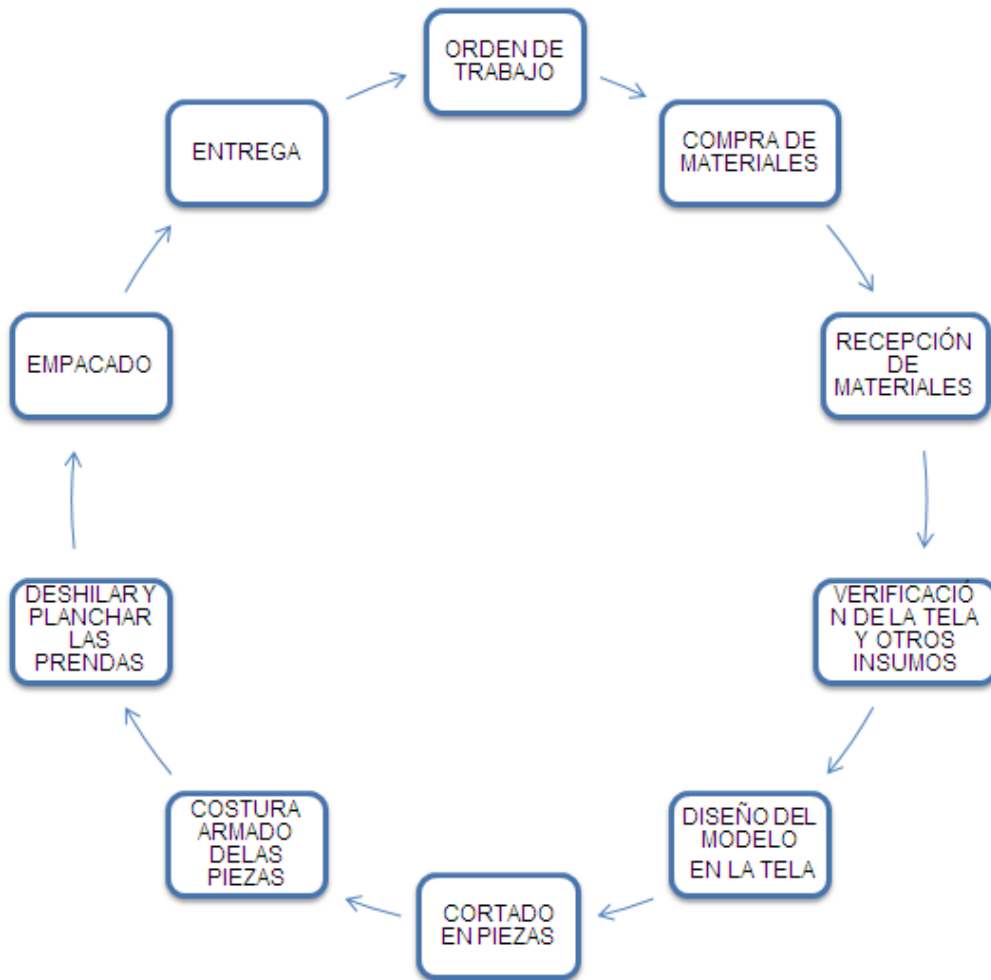 ORDEN DE
TRABAJO
COMPRA DE
MATERIALES
RECEPCIÓN
DE
MATERIALES
VERIFICACIÓ
N DE LA TELA
Y OTROS
INSUMOS
DISEÑO DEL
MODELO
EN LA TELA
CORTADO
EN PIEZAS
COSTURA
ARMADO
DELAS
PIEZAS
DESHILAR Y
PLANCHAR
LAS
PRENDAS
EMPACADO
ENTREGA